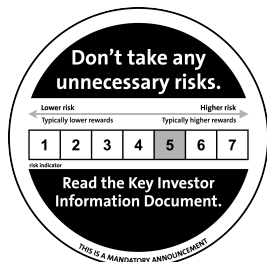 Don't take any
unnecessary risks.
Lower risk Higher risk
Typically lower rewards Typically higher rewards
1 2 3 4 5 6 7
risk indicator
Read the Key Investor
Information Document.
THIS IS A MANDATORY ANNOUNCEMENT